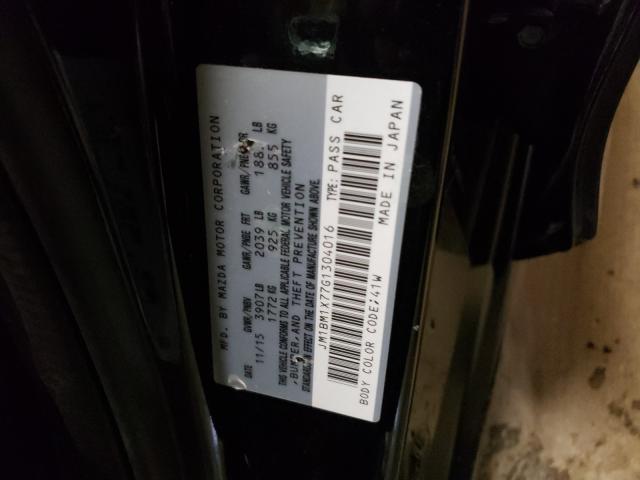 MFD. BY MAZDA MOTOR CORPORATION
DATE GVWR/PNBV GAWR/PNBE FRT GAWR/PNBE RR
11/15 3907 LB 2039 LB 188 LB
1772 KG 925 KG 855 KG
THIS VEHICLE CONFORMS TO ALL APPLICABLE FEDERAL MOTOR VEHICLE SAFETY
, BUMPER, AND THEFT PREVENTION
STANDARDS IN EFFECT ON THE DATE OF MANUFACTURE SHOWN ABOVE.
JM1BM1X77G1304016 TYPE: PASS CAR
BODY COLOR CODE:41W MADE IN JAPAN